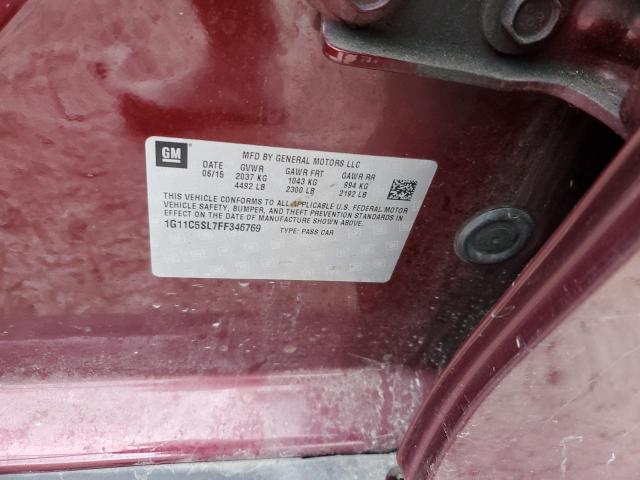 GM
MFD BY GENERAL MOTORS LLC
DATE GVWR GAWR FRT GAWR RR
06/15 2037 KG 1043 KG 994 KG
4492 LB 2300 LB 2192 LB
THIS VEHICLE CONFORMS TO ALL APPLICABLE U.S. FEDERAL MOTOR
VEHICLE SAFETY, BUMPER, AND THEFT PREVENTION STANDARDS IN
EFFECT ON THE DATE OF MANUFACTURE SHOWN ABOVE.
1G11C5SL7FF346769 TYPE: PASS CAR